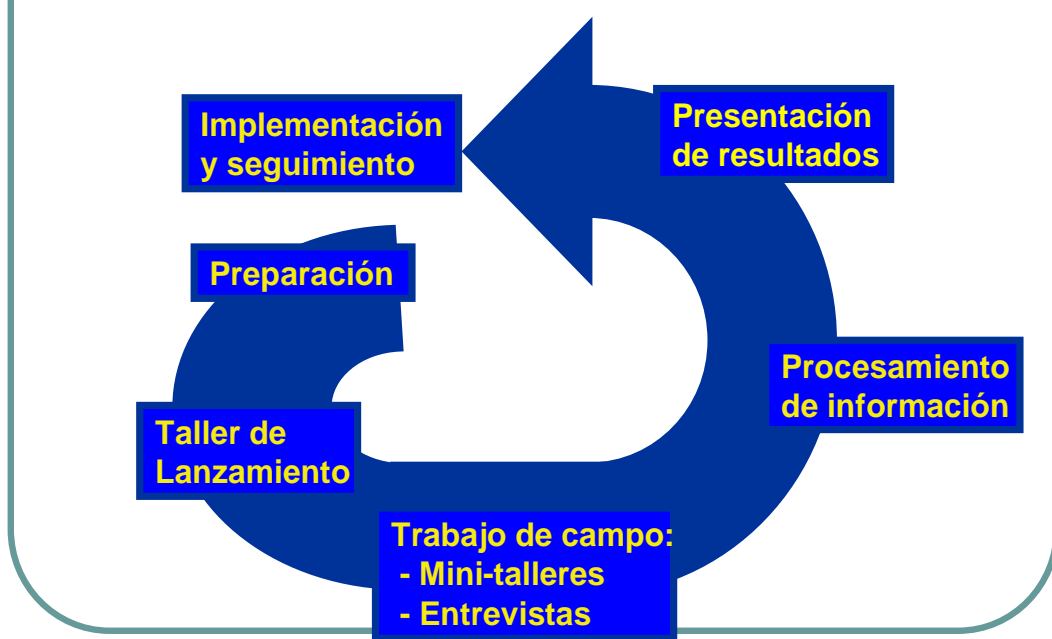 Implementación
y seguimiento
Presentación
de resultados
Preparación
Procesamiento
de información
Taller de
Lanzamiento
Trabajo de campo:
- Mini-talleres
- Entrevistas